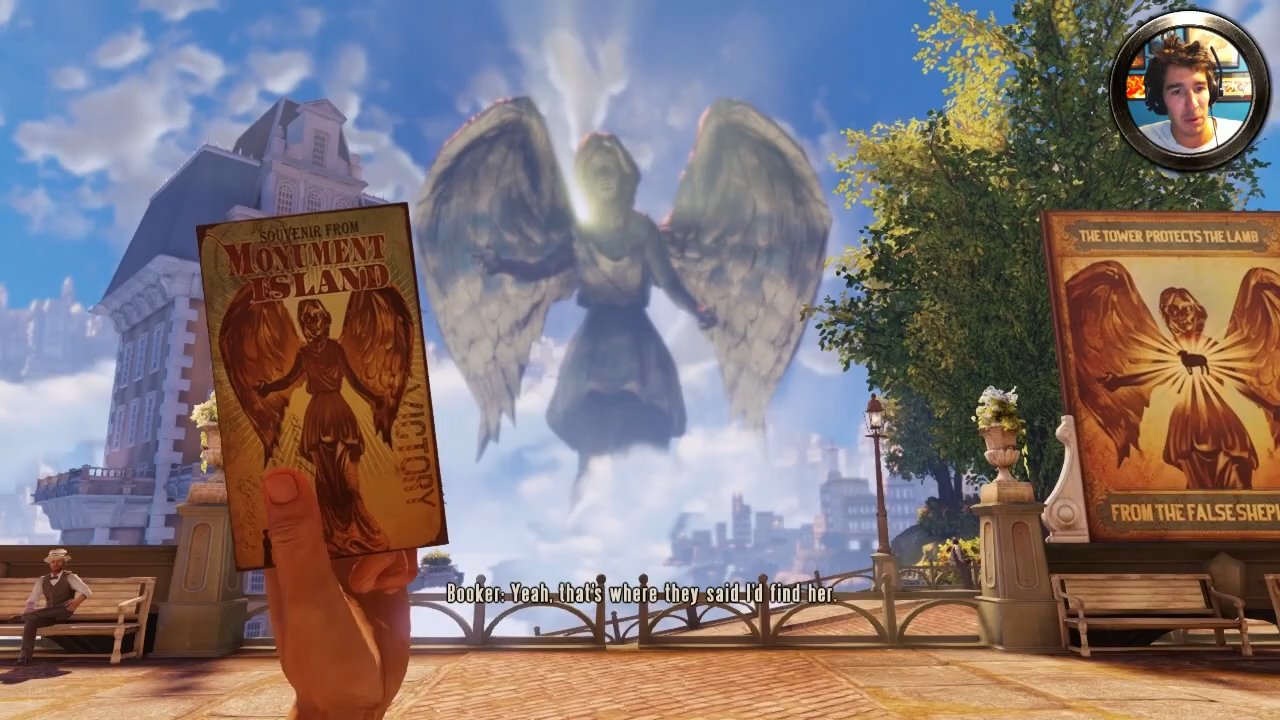 SOUVENIR FROM
MONUMENT
ISLAND
VICTORY
THE TOWER PROTECTS THE LAMB
FROM THE FALSE SHEPH
Booker: Yeah, that's where they said I'd find her.